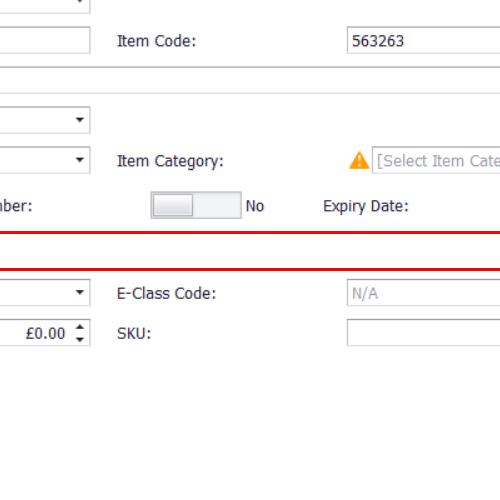 Item Code: 563263
Item Category: [Select Item Cate
nber: No Expiry Date:
E-Class Code: N/A
£0.00 SKU: